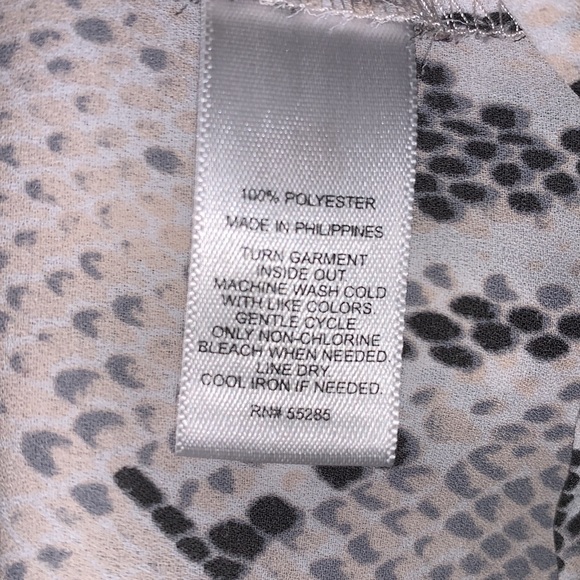 100% POLYESTER
MADE IN PHILIPPINES
TURN GARMENT
INSIDE OUT
MACHINE WASH COLD
WITH LIKE COLORS
GENTLE CYCLE.
ONLY NON-CHLORINE
BLEACH WHEN NEEDED.
LINE DRY.
COOL IRON IF NEEDED.
RN# 55285